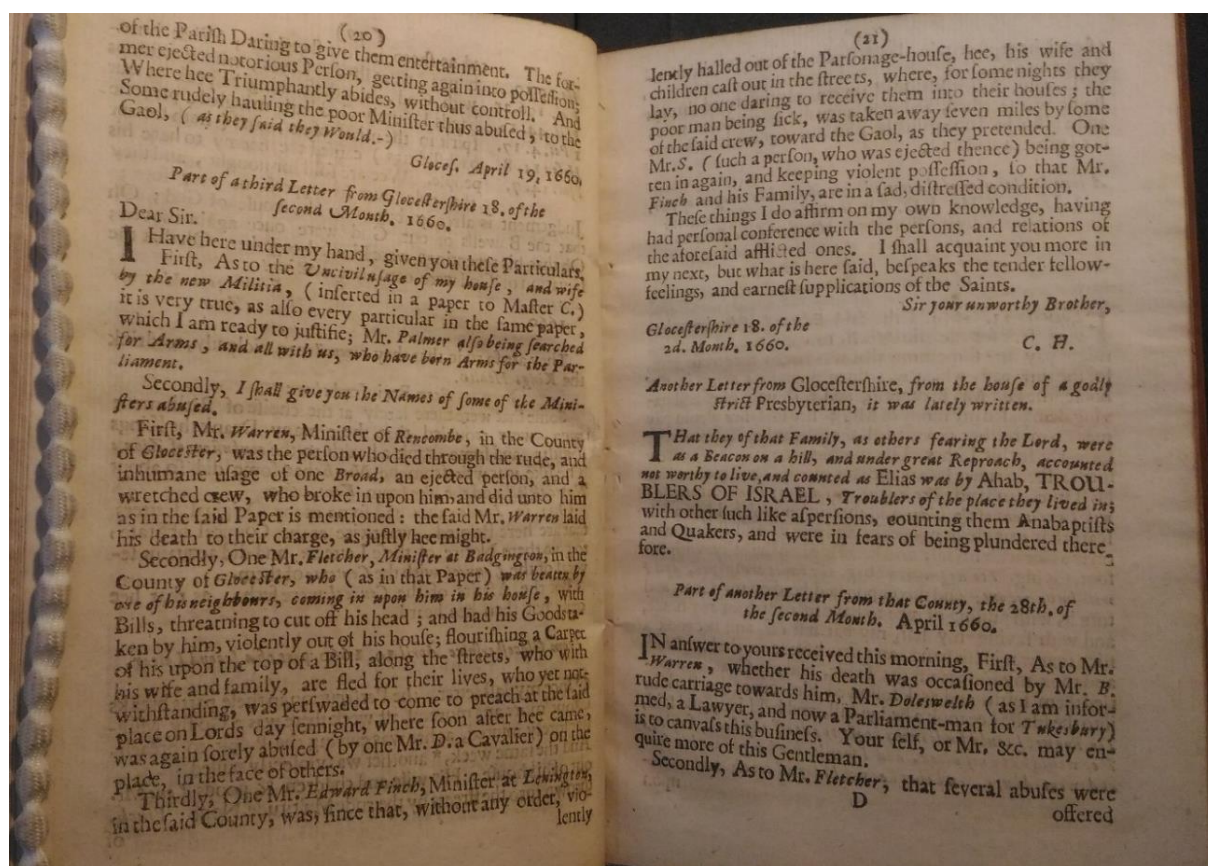 (20)
of the Pariſh Daring to give them entertainment. The for-
mer ejected notorious Perſon, getting again into poſſeſſion;
Where hee Triumphantly abides, without controll. And
Some rudely hauling the poor Miniſter thus abuſed, to the
Gaol, (as they ſaid they Would.-)
Gloceſ. April 19, 1660.
Part of a third Letter from Gloceſterſhire 18. of the
ſecond Month. 1660.
Dear Sir.
I Have here under my hand, given you theſe Particulars,
Firſt, As to the Uncivil uſage of my houſe, and wife
by the new Militia, (inſerted in a paper to Maſter C.)
it is very true, as alſo every particular in the ſame paper,
which I am ready to juſtifie; Mr. Palmer alſo being ſearched
for Arms, and all with us, who have born Arms for the Par-
liament.
Secondly, I ſhall give you the Names of ſome of the Mini-
ſters abuſed.
Firſt, Mr. Warren, Miniſter of Rencombe, in the County
of Gloceſter, was the perſon who died through the rude, and
inhumane uſage of one Broad, an ejected perſon, and a
wretched crew, who broke in upon him, and did unto him
as in the ſaid Paper is mentioned: the ſaid Mr. Warren laid
his death to their charge, as juſtly hee might.
Secondly, One Mr. Fletcher, Miniſter at Badgington, in the
County of Gloceſter, who (as in that Paper) was beaten by
one of his neighbours, coming in upon him in his houſe, with
Bills, threatning to cut off his head; and had his Goods ta-
ken by him, violently out of his houſe; flouriſhing a Carpet
of his upon the top of a Bill, along the ſtreets, who with
his wife and family, are fled for their lives, who yet not-
withſtanding, was perſwaded to come to preach at the ſaid
place on Lords day ſennight, where ſoon after hee came,
was again ſorely abuſed (by one Mr. D. a Cavalier) on the
place, in the face of others.
Thirdly, One Mr. Edward Finch, Miniſter at Lenington,
in the ſaid County, was, ſince that, without any order, vio-
lently
(21)
lently halled out of the Parſonage-houſe, hee, his wife and
children caſt out in the ſtreets, where, for ſome nights they
lay, no one daring to receive them into their houſes; the
poor man being ſick, was taken away ſeven miles by ſome
of the ſaid crew, toward the Gaol, as they pretended. One
Mr. S. (ſuch a perſon, who was ejected thence) being got-
ten in again, and keeping violent poſſeſſion, ſo that Mr.
Finch and his Family, are in a ſad, diſtreſſed condition.
Theſe things I do affirm on my own knowledge, having
had perſonal conference with the perſons, and relations of
the aforeſaid afflicted ones. I ſhall acquaint you more in
my next, but what is here ſaid, beſpeaks the tender fellow-
feelings, and earneſt ſupplications of the Saints.
Sir your unworthy Brother,
Gloceſterſhire 18. of the
2d. Month. 1660. C. H.
Another Letter from Gloceſterſhire, from the houſe of a godly
ſtrict Presbyterian, it was lately written.
THat they of that Family, as others fearing the Lord, were
as a Beacon on a hill, and under great Reproach, accounted
not worthy to live, and counted as Elias was by Ahab, TROU-
BLERS OF ISRAEL, Troublers of the place they lived in;
with other ſuch like aſperſions, counting them Anabaptiſts
and Quakers, and were in fears of being plundered there-
fore.
Part of another Letter from that County, the 28th. of
the ſecond Month. April 1660.
IN anſwer to yours received this morning, Firſt, As to Mr.
Warren, whether his death was occaſioned by Mr. B.
rude carriage towards him, Mr. Doleswelth (as I am infor-
med, a Lawyer, and now a Parliament-man for Tukesbury)
is to canvaſs this buſineſs. Your ſelf, or Mr. &c. may en-
quire more of this Gentleman.
Secondly, As to Mr. Fletcher, that ſeveral abuſes were
D
offered